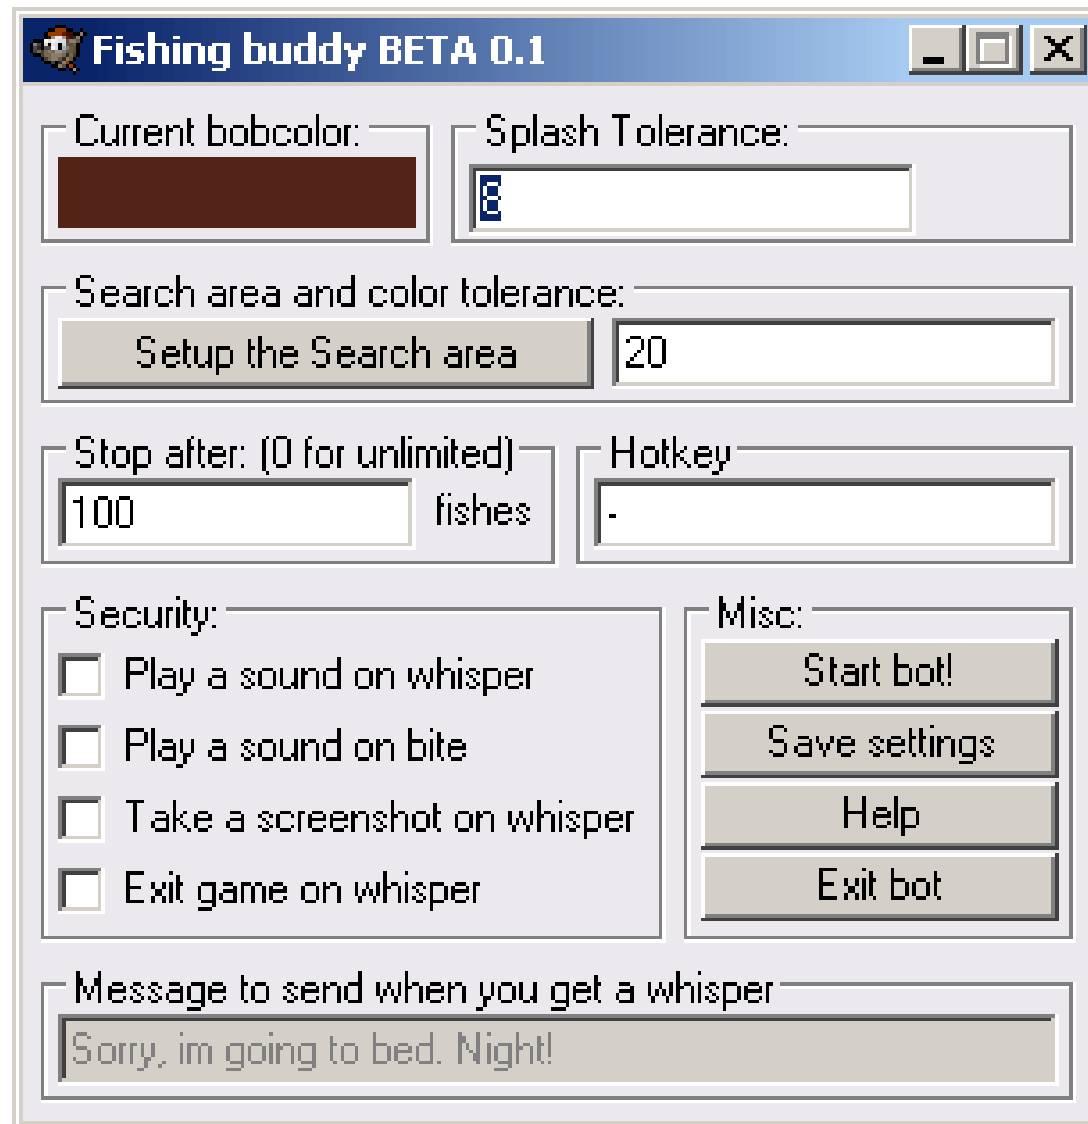 Fishing buddy BETA 0.1
Current bobcolor:
Splash Tolerance:
8
Search area and color tolerance:
Setup the Search area
20
Stop after: (0 for unlimited)
100
fishes
Hotkey
-
Security:
Play a sound on whisper
Play a sound on bite
Take a screenshot on whisper
Exit game on whisper
Misc:
Start bot!
Save settings
Help
Exit bot
Message to send when you get a whisper
Sorry, im going to bed. Night!